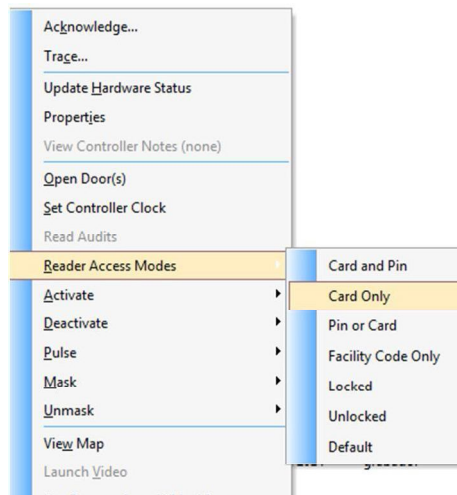 Acknowledge...
Trace...
Update Hardware Status
Properties
View Controller Notes (none)
Open Door(s)
Set Controller Clock
Read Audits
Reader Access Modes
Activate
Deactivate
Pulse
Mask
Unmask
View Map
Launch Video
Card and Pin
Card Only
Pin or Card
Facility Code Only
Locked
Unlocked
Default